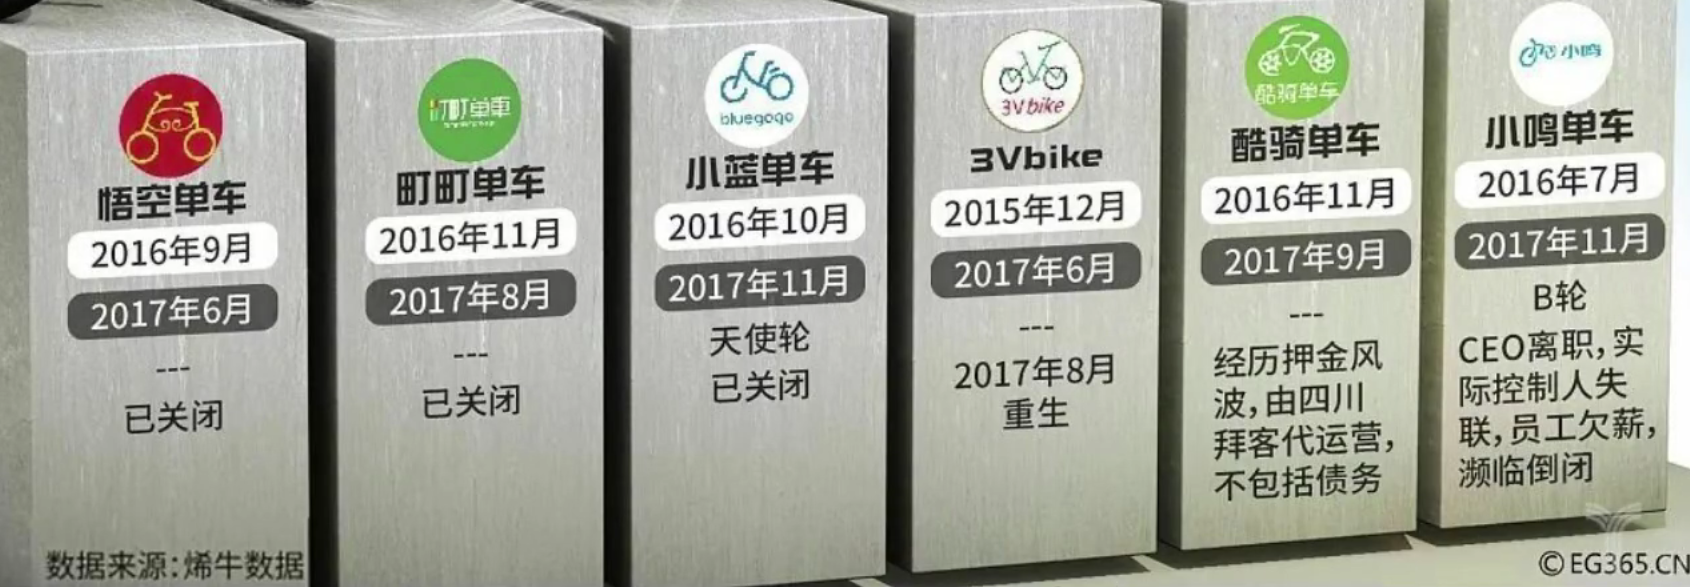 町町单车
bluegogo
3Vbike
酷骑单车
小鸣
悟空单车
2016年9月
2017年6月
---
已关闭
町町单车
2016年11月
2017年8月
---
已关闭
小蓝单车
2016年10月
2017年11月
天使轮
已关闭
3Vbike
2015年12月
2017年6月
---
2017年8月
重生
酷骑单车
2016年11月
2017年9月
---
经历押金风
波,由四川
拜客代运营,
不包括债务
小鸣单车
2016年7月
2017年11月
B轮
CEO离职,实
际控制人失
联,员工欠薪,
濒临倒闭
数据来源:烯牛数据
©EG365.CN